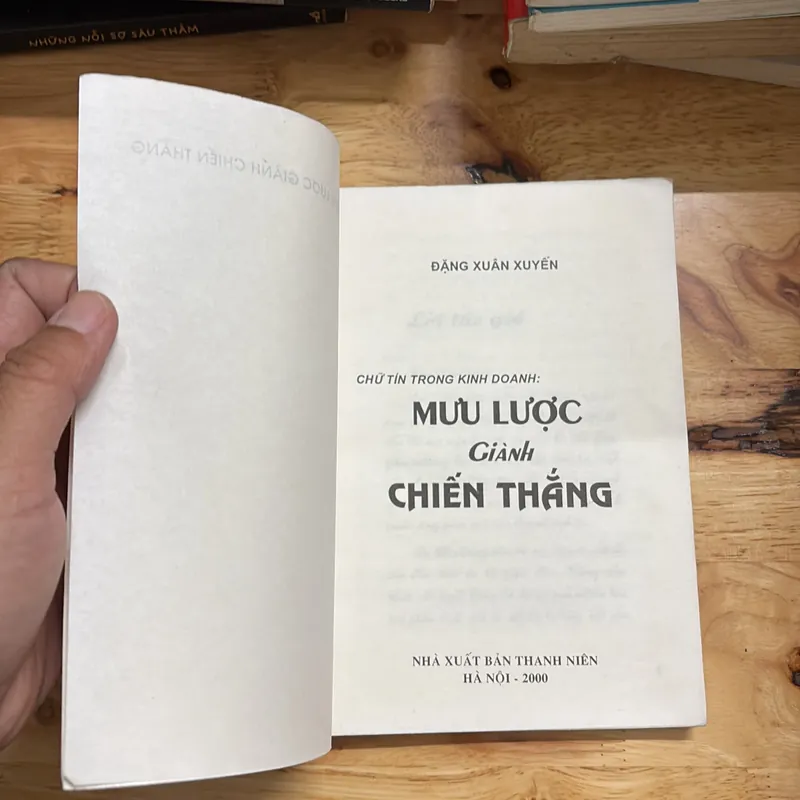 NHỮNG NỖI SỢ SÂU THẲM
ĐẶNG XUÂN XUYẾN
CHỮ TÍN TRONG KINH DOANH:
MƯU LƯỢC
GIÀNH
CHIẾN THẮNG
NHÀ XUẤT BẢN THANH NIÊN
HÀ NỘI - 2000